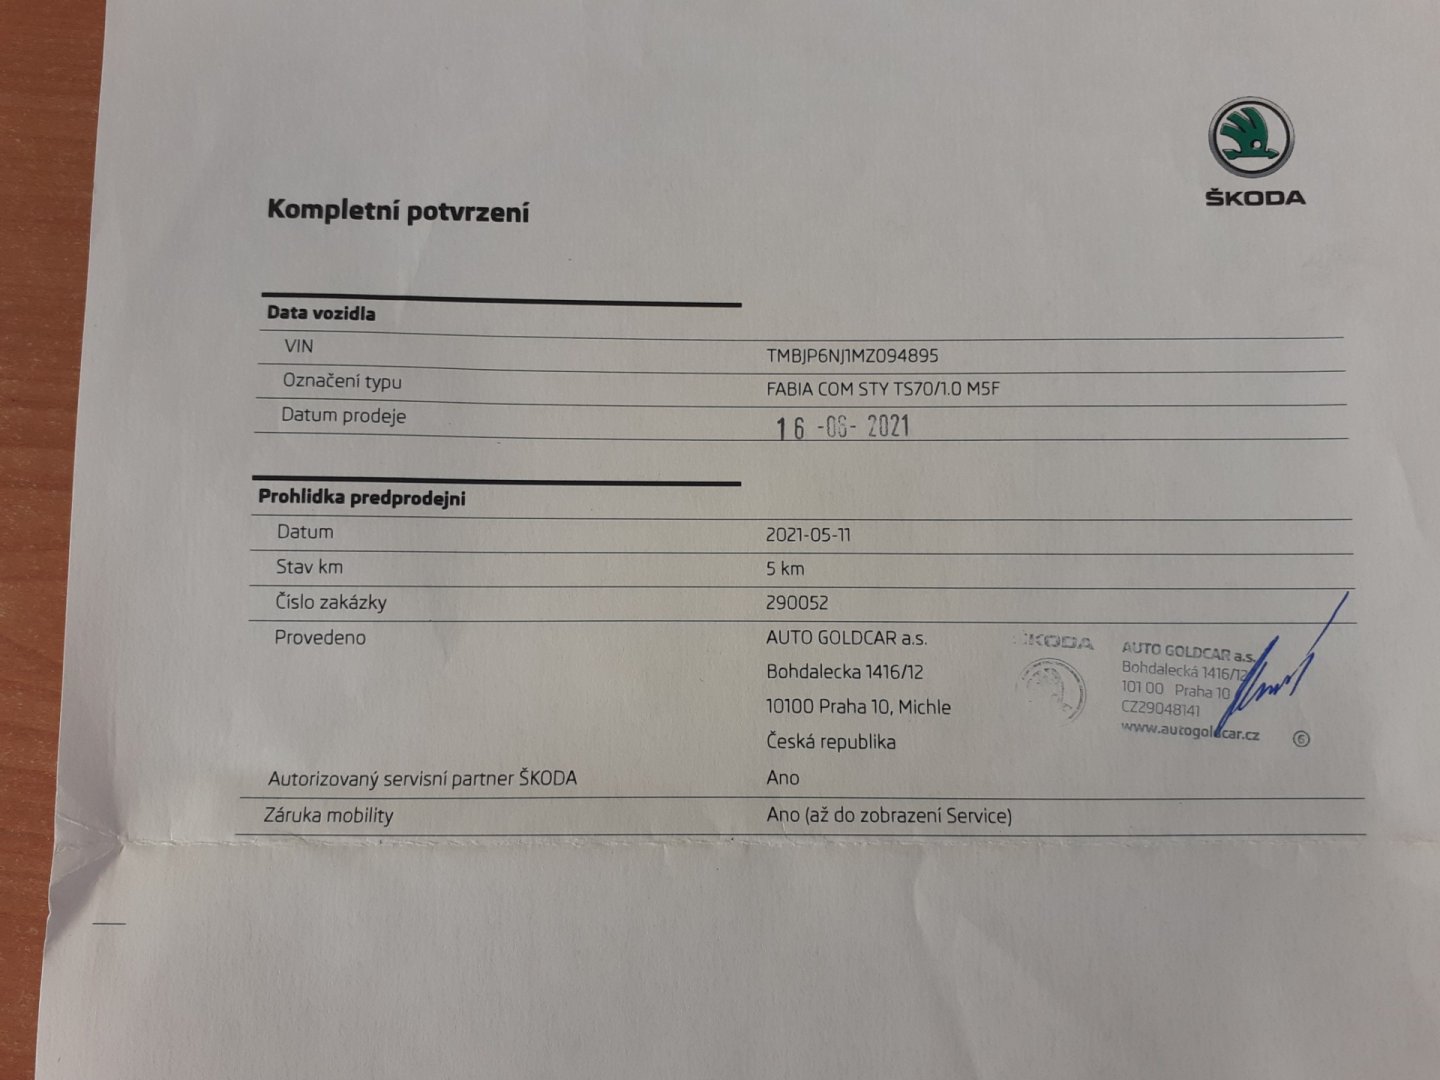 ŠKODA
Kompletní potvrzení
Data vozidla
VIN TMBJP6NJ1MZ094895
Označení typu FABIA COM STY TS70/1.0 M5F
Datum prodeje 16 -06- 2021
Prohlidka predprodejni
Datum 2021-05-11
Stav km 5 km
Číslo zakázky 290052
Provedeno AUTO GOLDCAR a.s.
Bohdalecka 1416/12
10100 Praha 10, Michle
Česká republika
ŠKODA
AUTO GOLDCAR a.s.
Bohdalecká 1416/12
101 00 Praha 10
CZ29048141
www.autogoldcar.cz
6
Autorizovaný servisní partner ŠKODA Ano
Záruka mobility Ano (až do zobrazení Service)